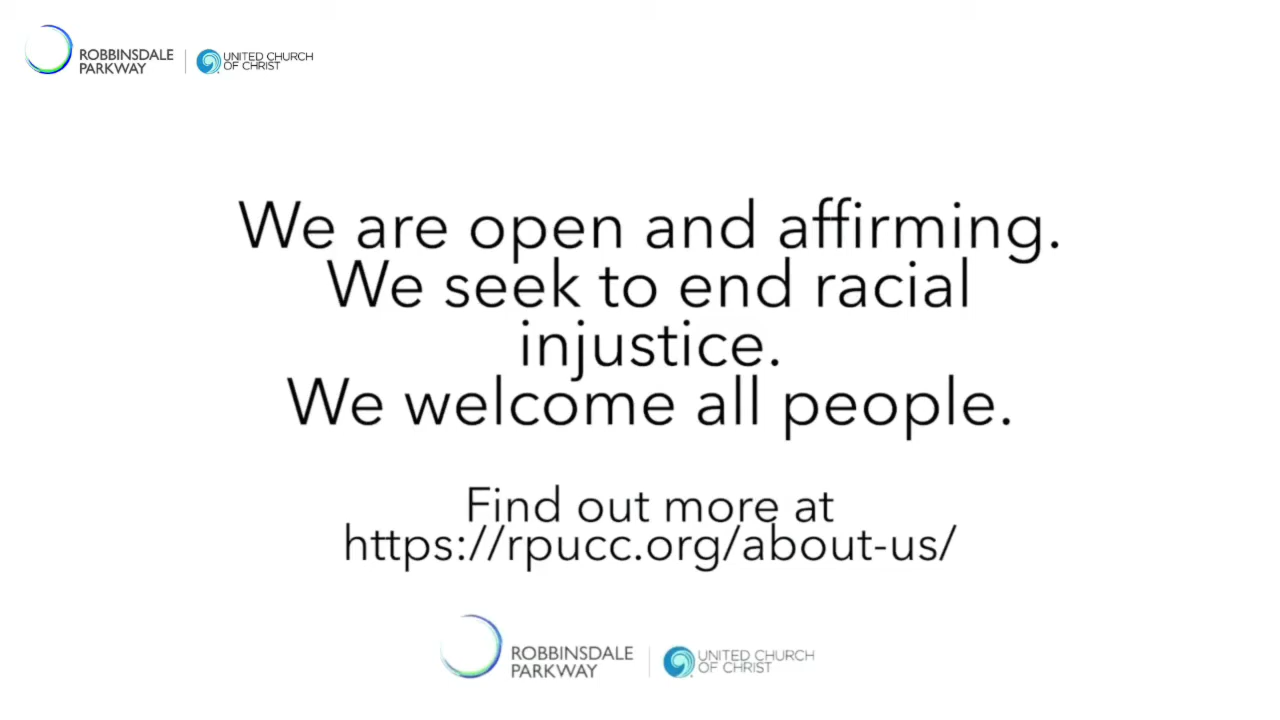 ROBBINSDALE
PARKWAY
UNITED CHURCH
OF CHRIST
We are open and affirming.
We seek to end racial
injustice.
We welcome all people.
Find out more at
https://rpucc.org/about-us/
ROBBINSDALE
PARKWAY
UNITED CHURCH
OF CHRIST